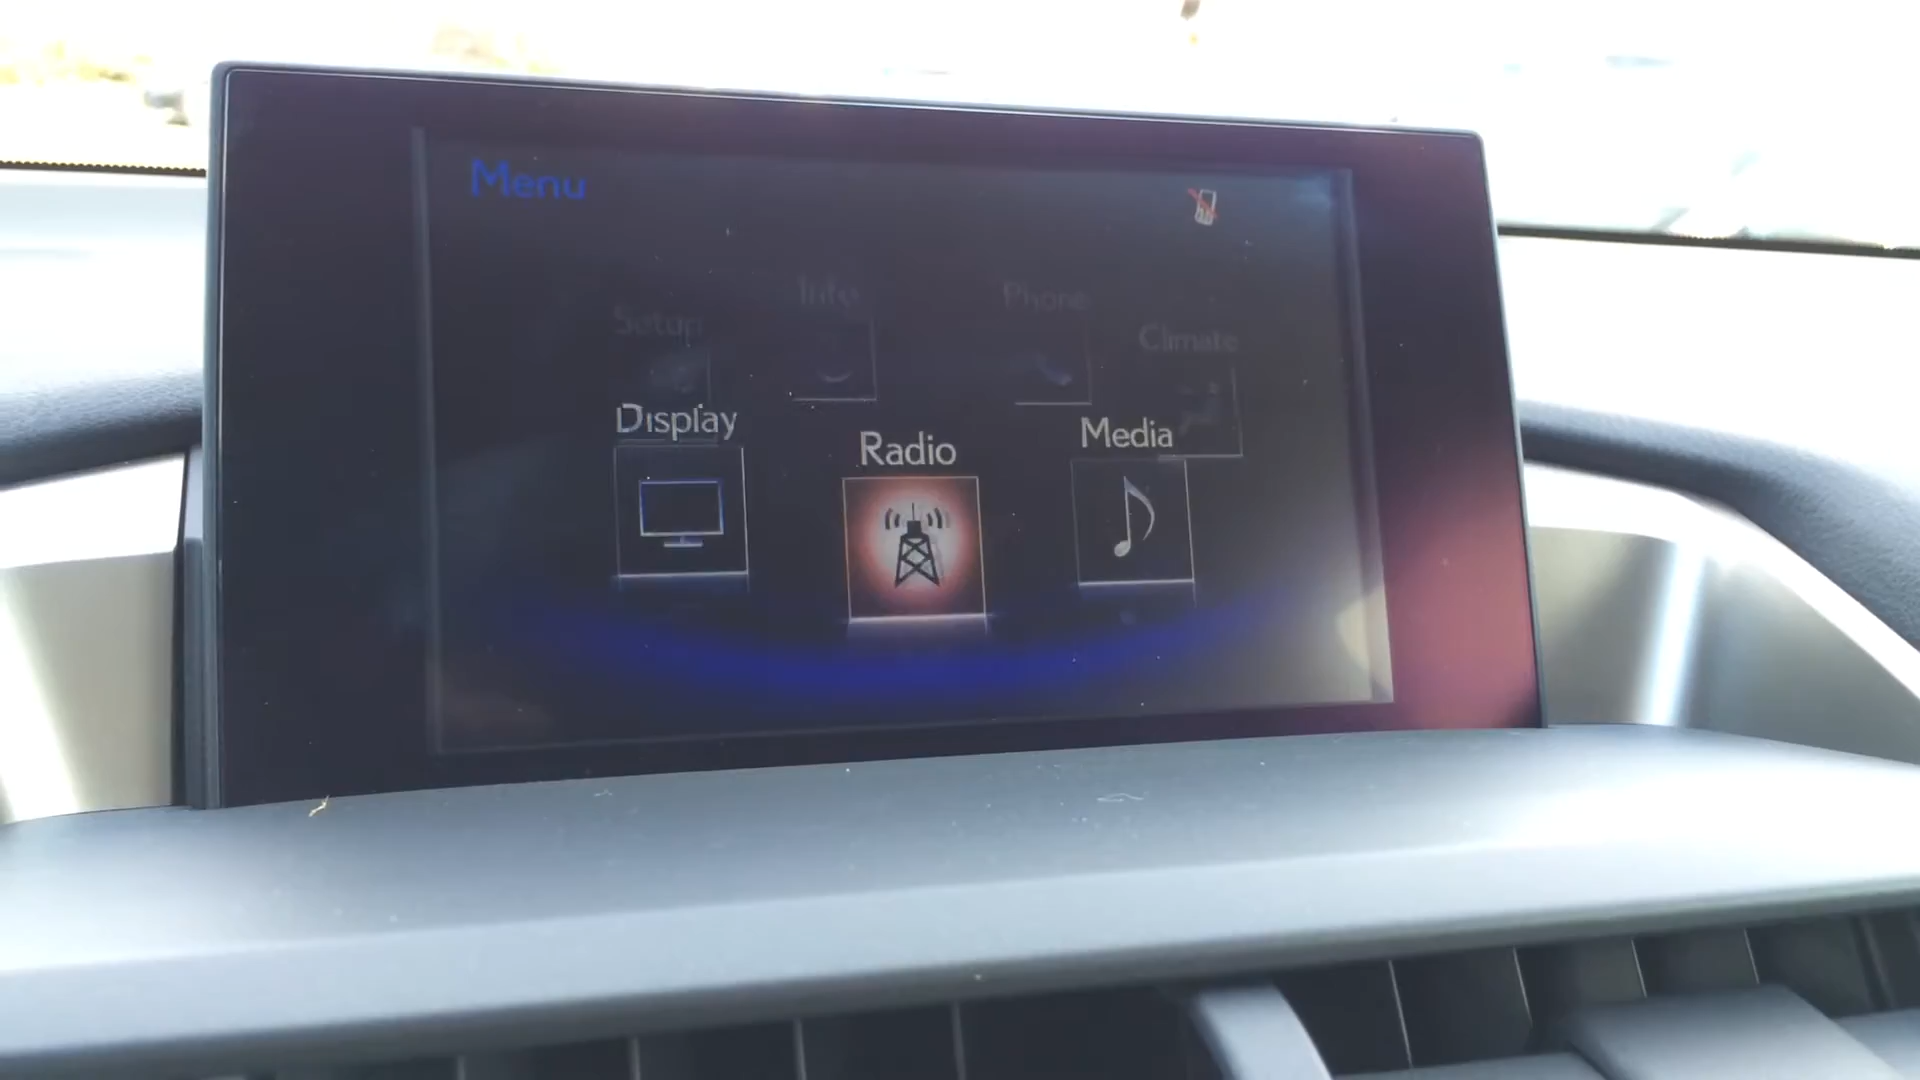 Menu
Info
Phone
Setup
Climate
Display
Radio
Media